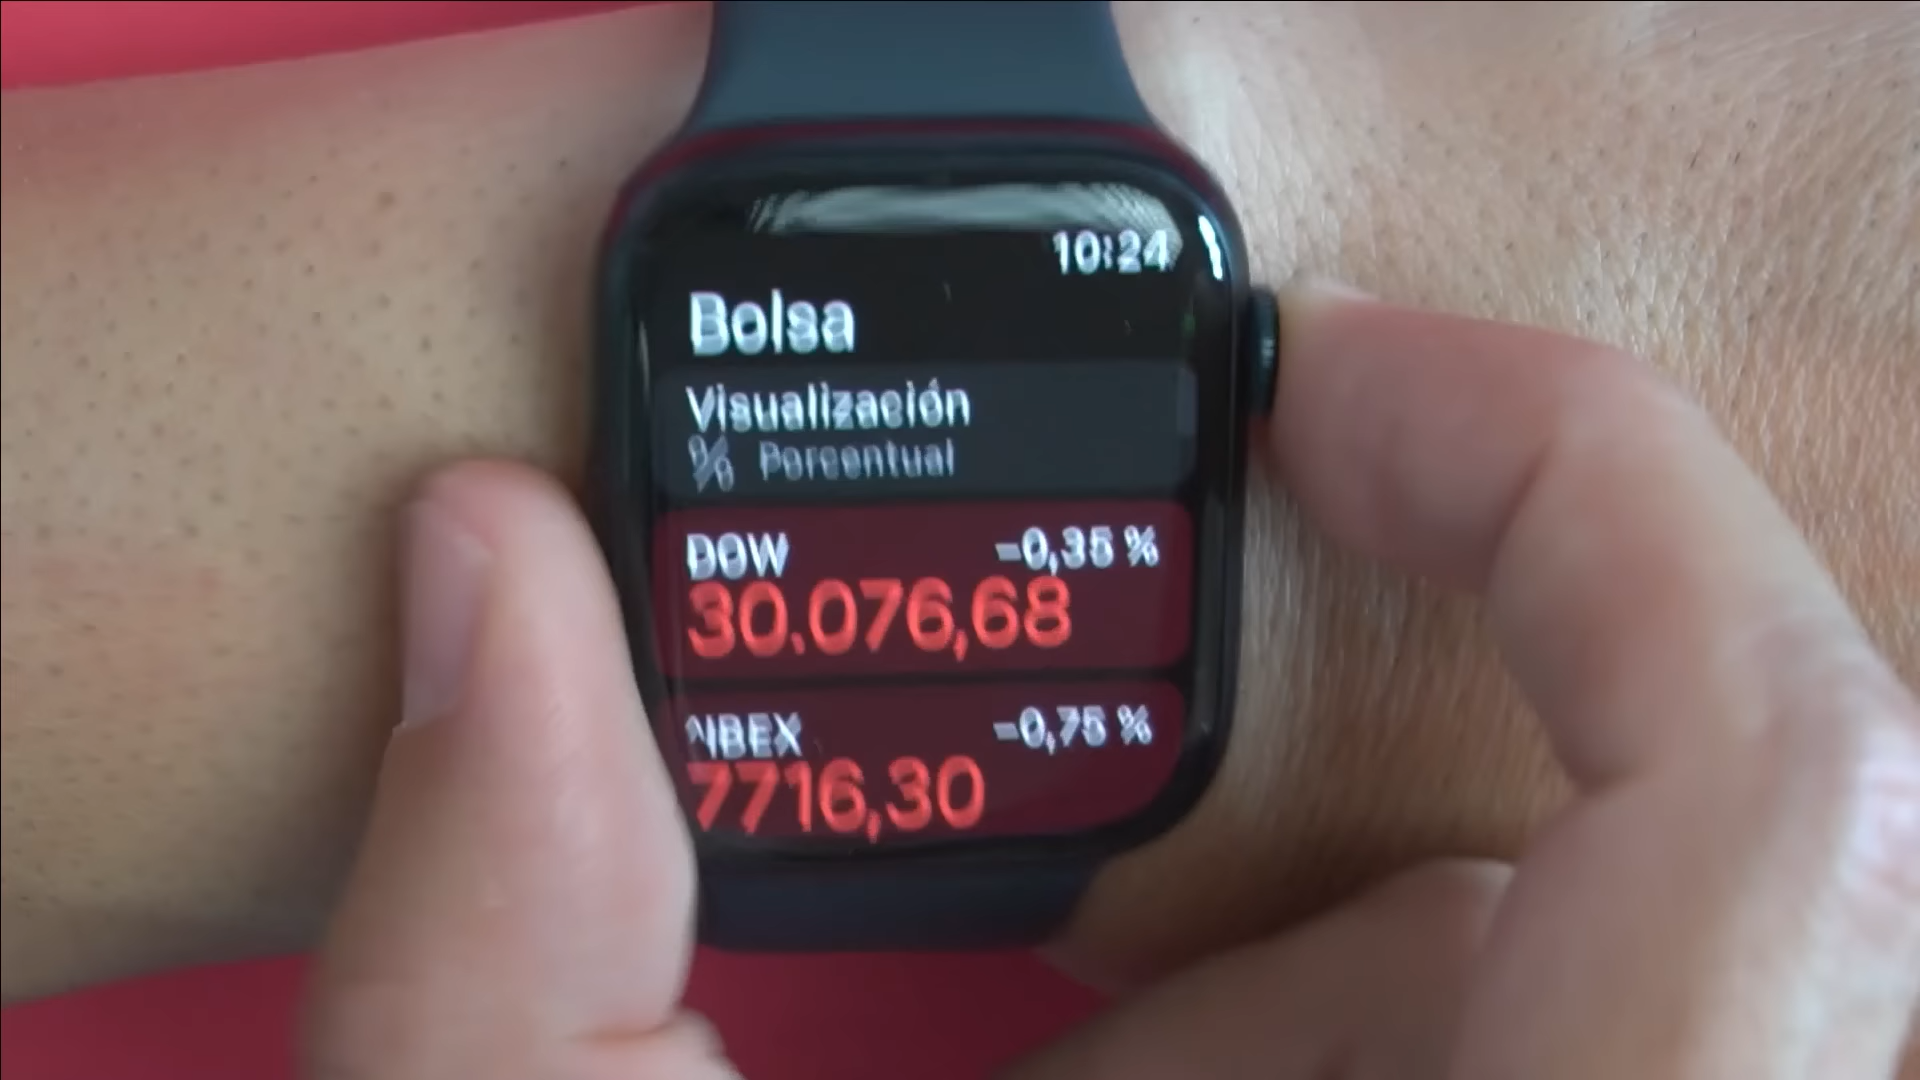 10:24
Bolsa
Visualización
% Porcentual
DOW -0,35 %
30.076,68
^IBEX -0,75 %
7716,30